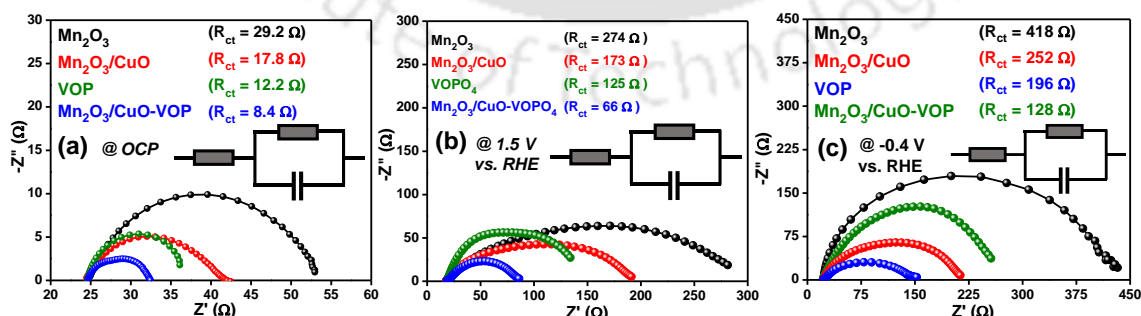 ute of Technology
30
25
20
15
10
5
0
-Z" (Ω)
Mn₂O₃ (Rct = 29.2 Ω)
Mn₂O₃/CuO (Rct = 17.8 Ω)
VOP (Rct = 12.2 Ω)
Mn₂O₃/CuO-VOP (Rct = 8.4 Ω)
(a) @ OCP
20 25 30 35 40 45 50 55 60
Z' (Ω)
300
250
200
150
100
50
0
-Z" (Ω)
Mn₂O₃ (Rct = 274 Ω )
Mn₂O₃/CuO (Rct = 173 Ω )
VOPO₄ (Rct = 125 Ω )
Mn₂O₃/CuO-VOPO₄ (Rct = 66 Ω )
(b) @ 1.5 V
vs. RHE
0 50 100 150 200 250 300
Z' (Ω)
450
375
300
225
150
75
0
-Z" (Ω)
Mn₂O₃ (Rct = 418 Ω)
Mn₂O₃/CuO (Rct = 252 Ω)
VOP (Rct = 196 Ω)
Mn₂O₃/CuO-VOP (Rct = 128 Ω)
(c) @ -0.4 V
vs. RHE
0 75 150 225 300 375 450
Z' (Ω)